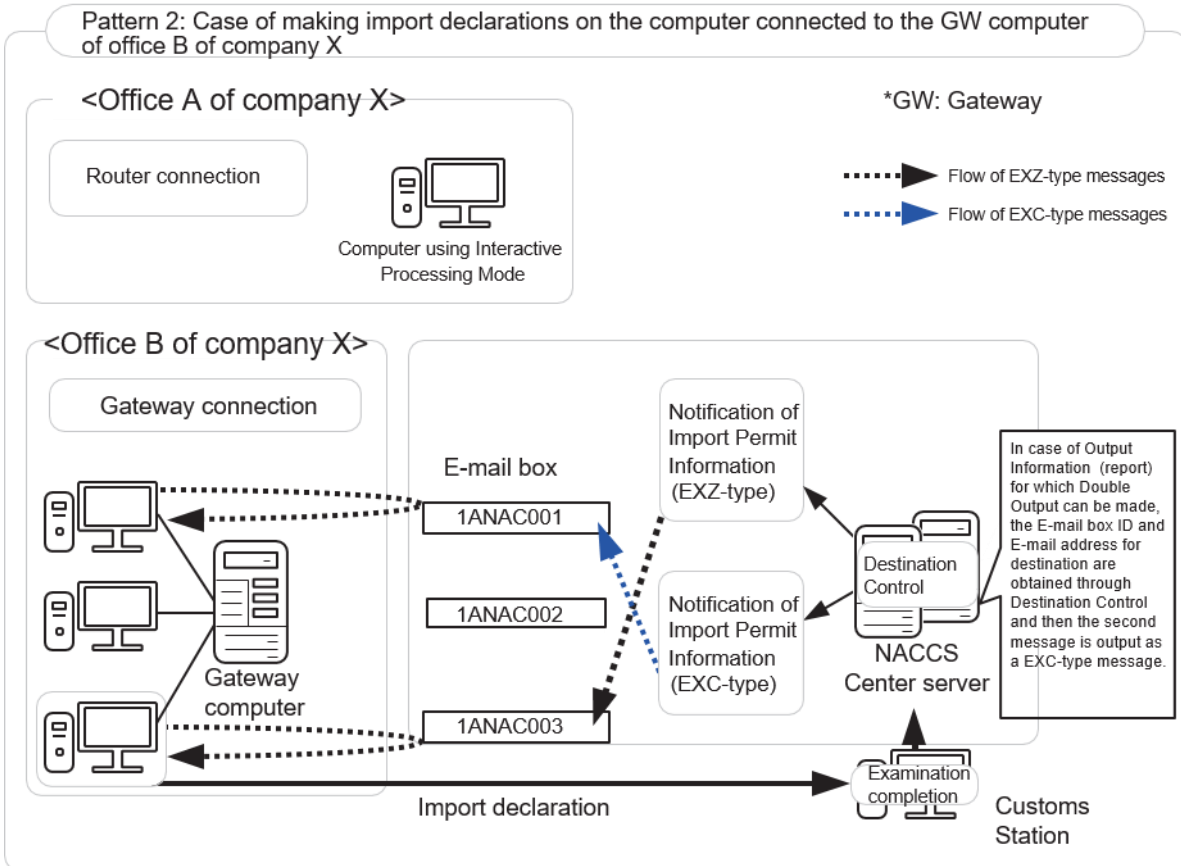 Pattern 2: Case of making import declarations on the computer connected to the GW computer
of office B of company X
<Office A of company X>
*GW: Gateway
Router connection
Computer using Interactive
Processing Mode
Flow of EXZ-type messages
Flow of EXC-type messages
<Office B of company X>
Gateway connection
Gateway
computer
E-mail box
1ANAC001
1ANAC002
1ANAC003
Notification of
Import Permit
Information
(EXZ-type)
Notification of
Import Permit
Information
(EXC-type)
Destination
Control
NACCS
Center server
In case of Output
Information (report)
for which Double
Output can be made,
the E-mail box ID and
E-mail address for
destination are
obtained through
Destination Control
and then the second
message is output as
a EXC-type message.
Import declaration
Examination
completion
Customs
Station